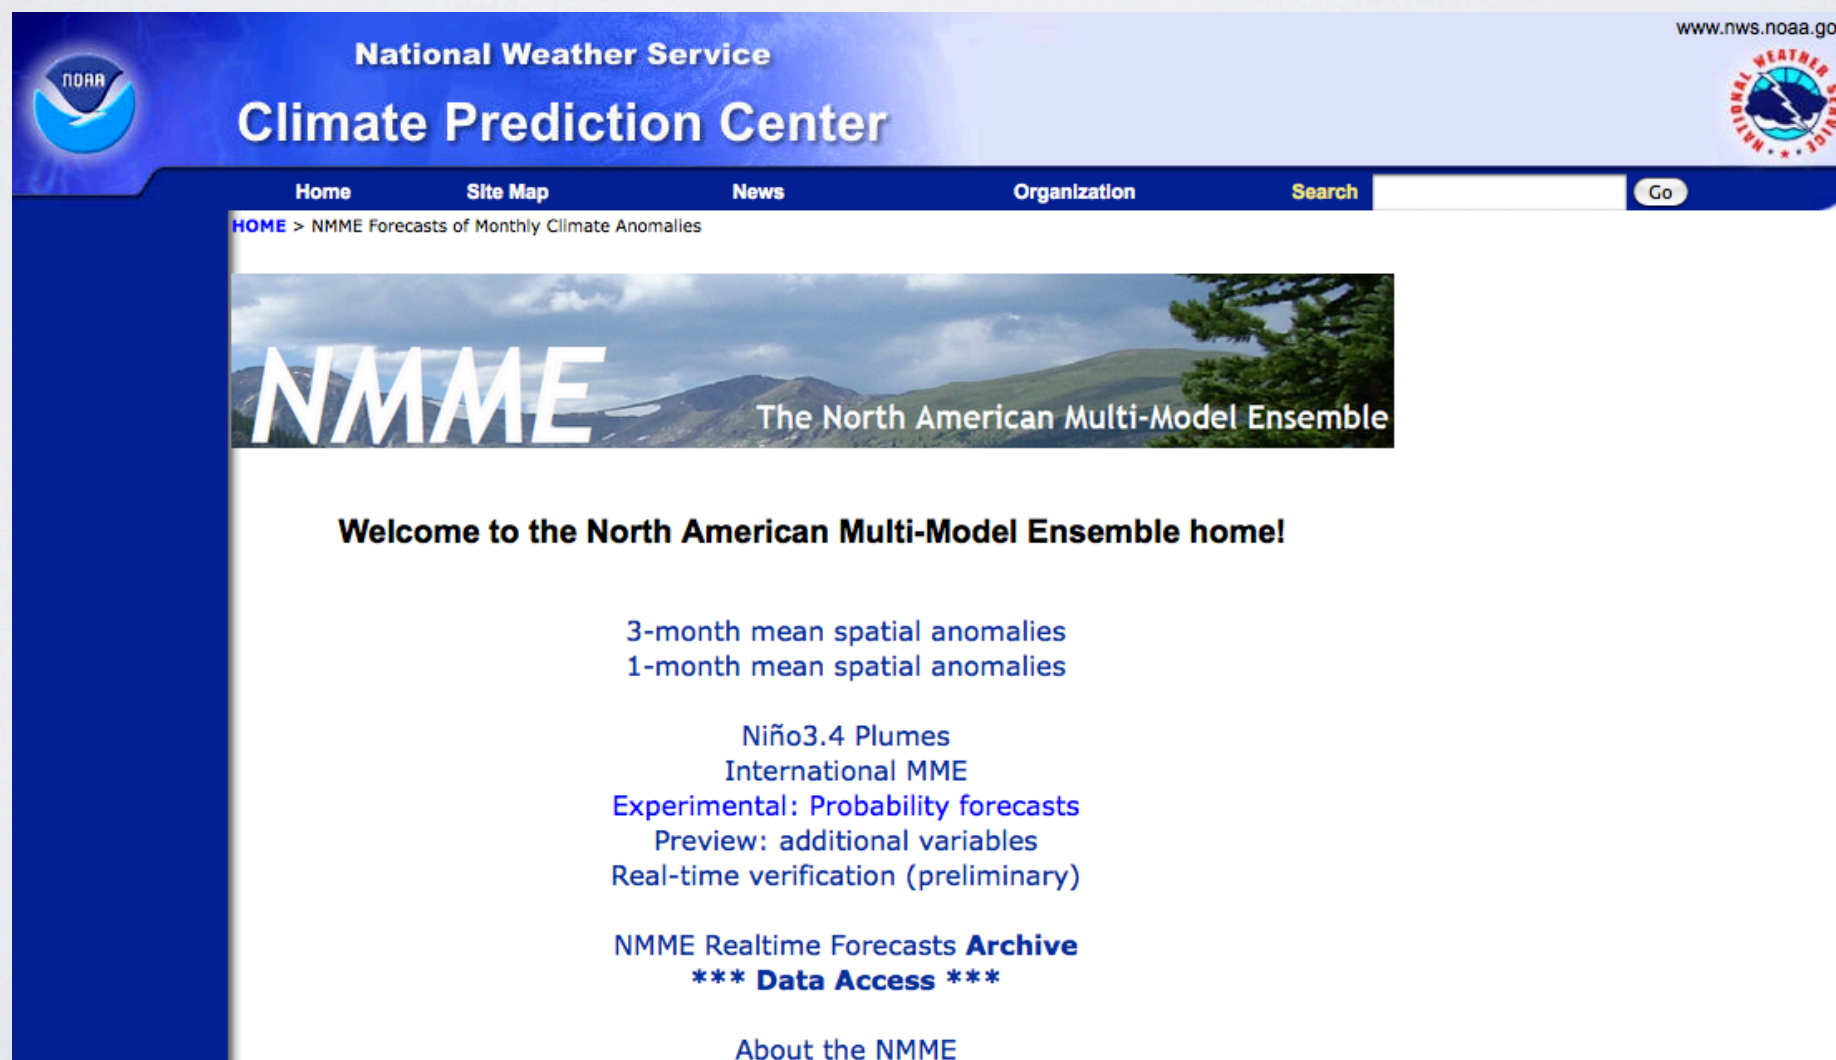 www.nws.noaa.go
NOAA
National Weather Service
Climate Prediction Center
NATIONAL WEATHER SERVICE
Home Site Map News Organization Search Go
HOME > NMME Forecasts of Monthly Climate Anomalies
NMME
The North American Multi-Model Ensemble
Welcome to the North American Multi-Model Ensemble home!
3-month mean spatial anomalies
1-month mean spatial anomalies
Niño3.4 Plumes
International MME
Experimental: Probability forecasts
Preview: additional variables
Real-time verification (preliminary)
NMME Realtime Forecasts Archive
*** Data Access ***
About the NMME